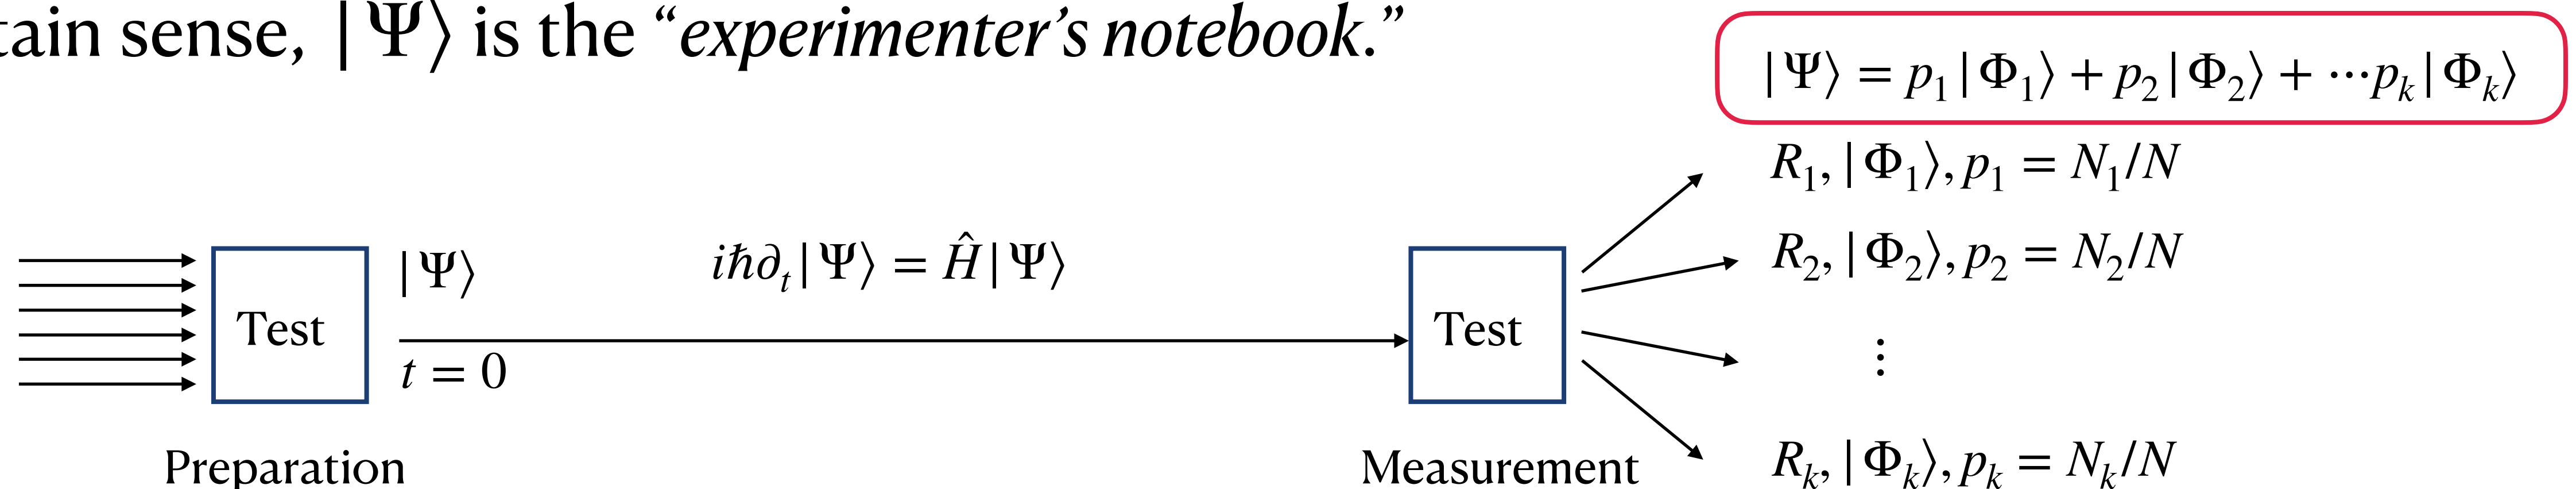 tain sense, |Ψ⟩ is the “experimenter’s notebook.”
|Ψ⟩ = p₁|Φ₁⟩ + p₂|Φ₂⟩ + ⋯pₖ|Φₖ⟩
R₁, |Φ₁⟩, p₁ = N₁/N
|Ψ⟩ iħ∂ₜ|Ψ⟩ = Ĥ|Ψ⟩
R₂, |Φ₂⟩, p₂ = N₂/N
Test
Test
⋮
t = 0
Preparation
Measurement
Rₖ, |Φₖ⟩, pₖ = Nₖ/N